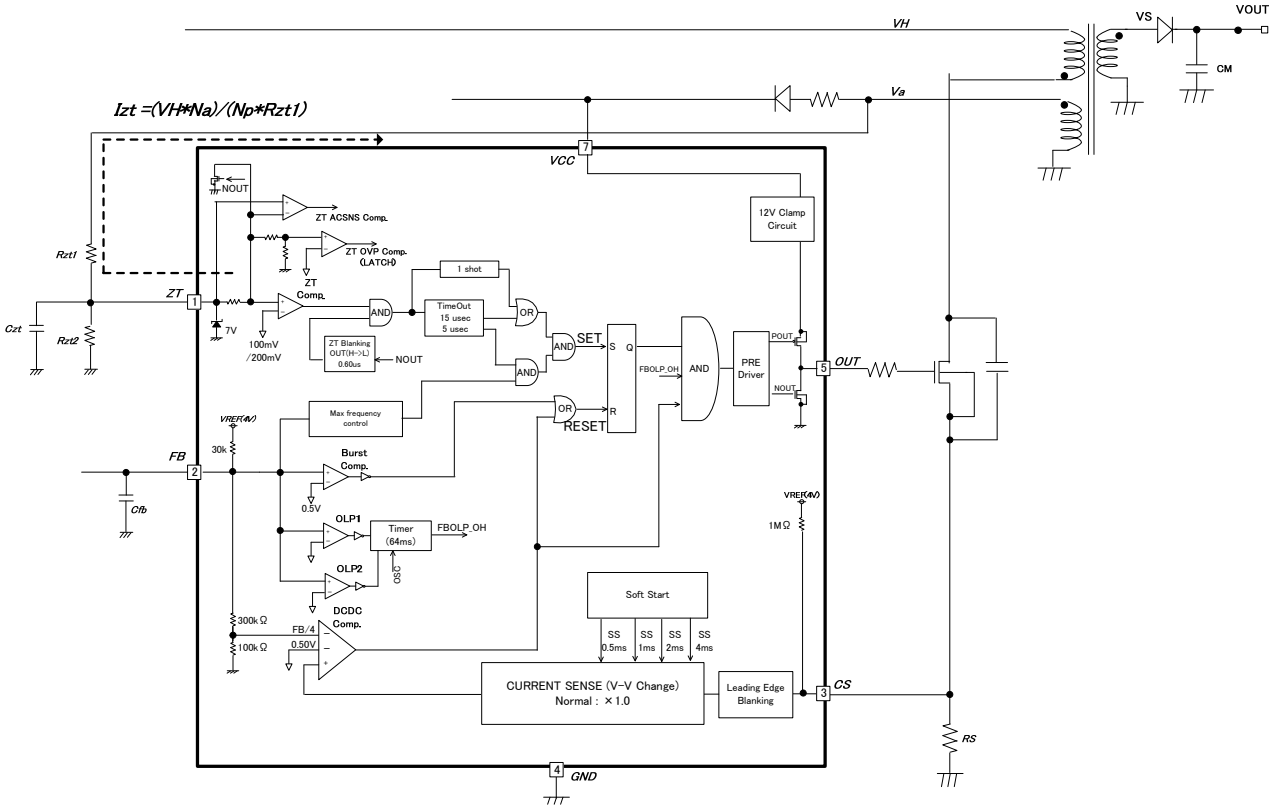 VH
VS
VOUT
CM
Izt =(VH*Na)/(Np*Rzt1)
Va
7
VCC
NOUT
ZT ACSNS Comp.
12V Clamp
Circuit
ZT OVP Comp.
(LATCH)
Rzt1
ZT
Comp.
1 shot
ZT
1
TimeOut
15 usec
5 usec
OR
AND
Czt
Rzt2
7V
100mV
/200mV
ZT Blanking
OUT(H->L)
0.60us
NOUT
AND
SET
S
Q
POUT
AND
FBOLP_OH
AND
PRE
Driver
5
OUT
NOUT
VREF(4V)
Max frequency
control
OR
R
RESET
30k
FB
2
Burst
Comp.
0.5V
Cfb
VREF(4V)
OLP1
Timer
(64ms)
FBOLP_OH
1MΩ
OSC
OLP2
Soft Start
DCDC
Comp.
300kΩ
FB/4
0.50V
100kΩ
SS
0.5ms
SS
1ms
SS
2ms
SS
4ms
CURRENT SENSE (V-V Change)
Normal : ×1.0
Leading Edge
Blanking
3
CS
RS
4
GND